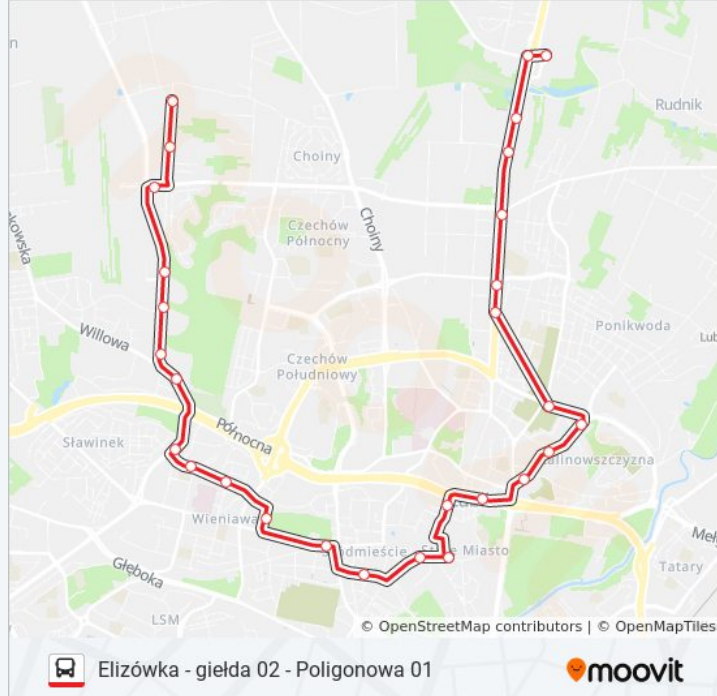 Rudnik
Choiny
Czechów
Północny
Choiny
Ponikwoda
Willowa
Czechów
Południowy
Północna
Sławinek
Wieniawa
Śródmieście
Stare Miasto
Głęboka
Tatary
LSM
© OpenStreetMap contributors | © OpenMapTiles
Elizówka - giełda 02 - Poligonowa 01
moovit